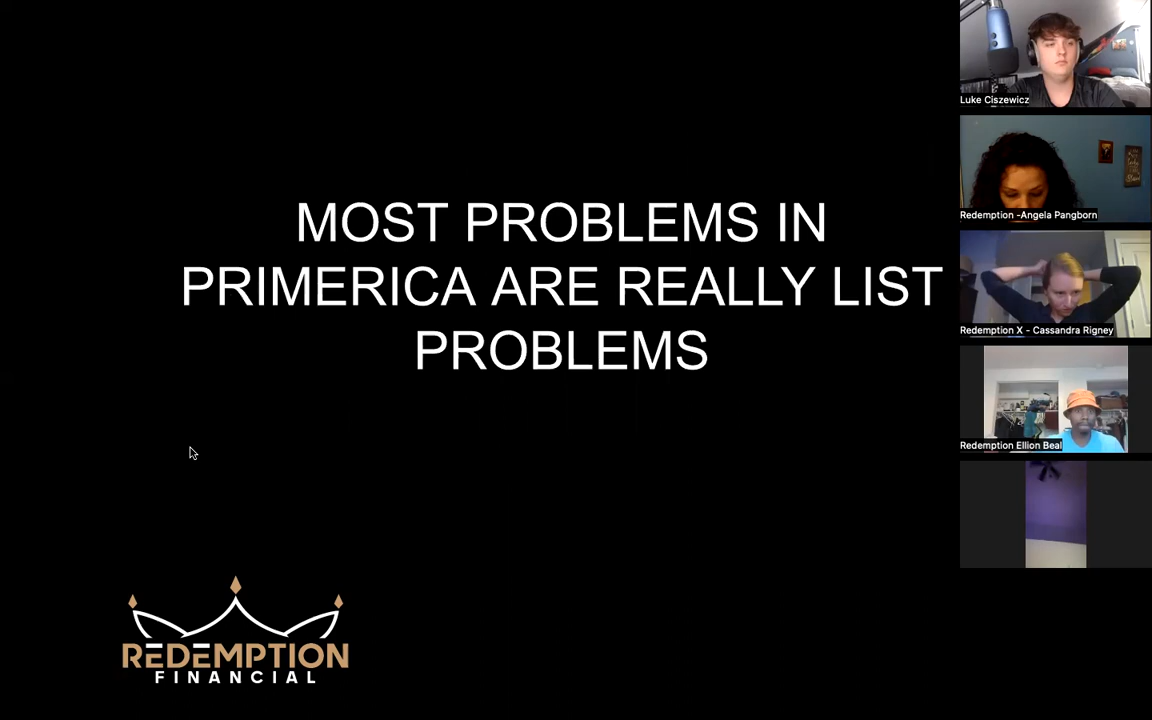 MOST PROBLEMS IN
PRIMERICA ARE REALLY LIST
PROBLEMS
REDEMPTION
FINANCIAL
Luke Ciszewicz
Redemption -Angela Pangborn
Redemption X - Cassandra Rigney
Redemption Ellion Beal